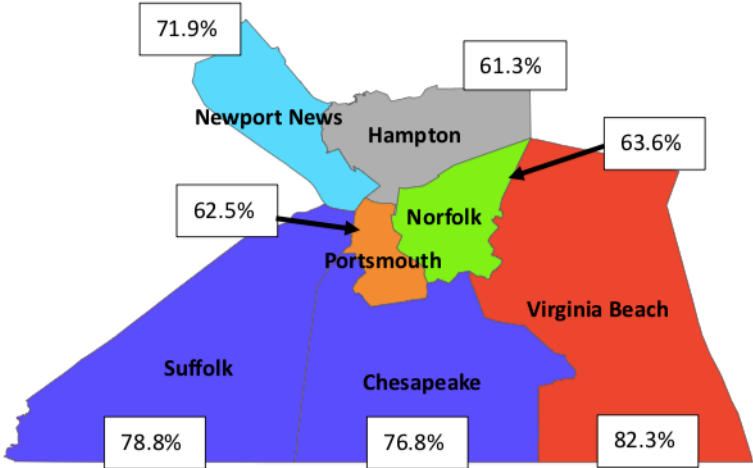 71.9%
61.3%
Newport News
Hampton
63.6%
62.5%
Norfolk
Portsmouth
Virginia Beach
Suffolk
Chesapeake
78.8%
76.8%
82.3%